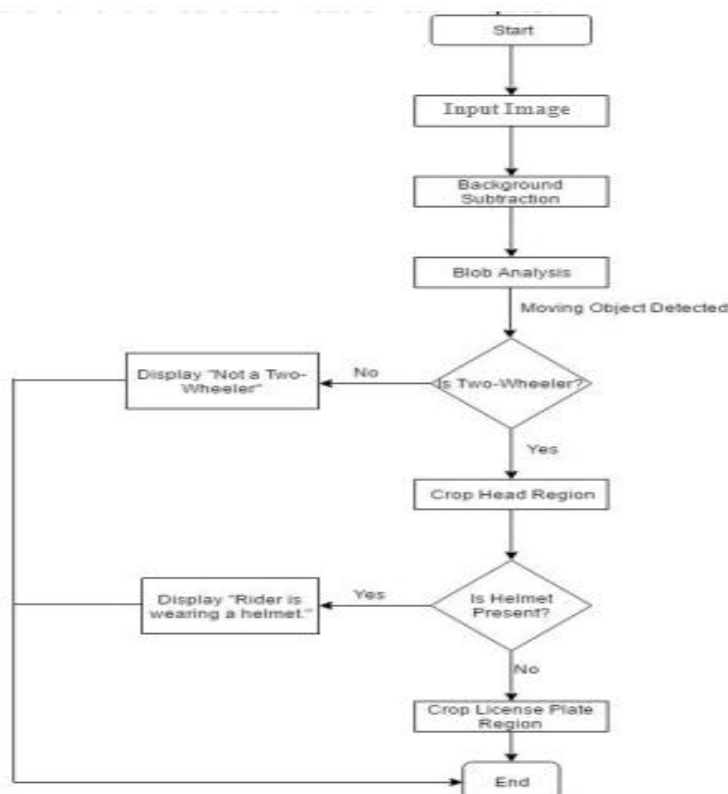 Start
Input Image
Background
Subtraction
Blob Analysis
Moving Object Detected
Is Two-Wheeler?
No
Display "Not a Two-
Wheeler"
Yes
Crop Head Region
Is Helmet
Present?
Yes
Display "Rider is
wearing a helmet."
No
Crop License Plate
Region
End